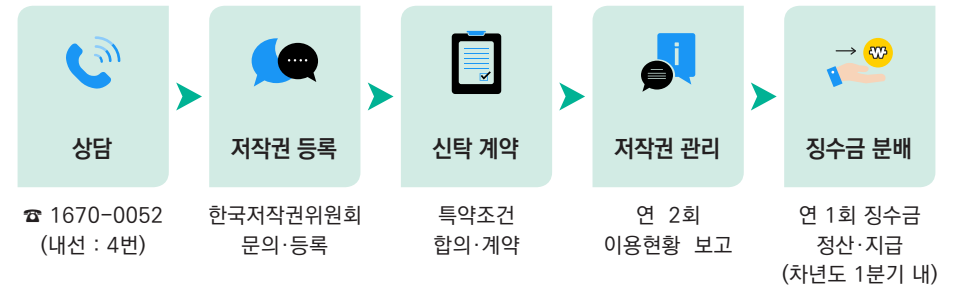 상담
☎ 1670-0052
(내선 : 4번)
저작권 등록
한국저작권위원회
문의·등록
신탁 계약
특약조건
합의·계약
i
저작권 관리
연 2회
이용현황 보고
₩
징수금 분배
연 1회 징수금
정산·지급
(차년도 1분기 내)